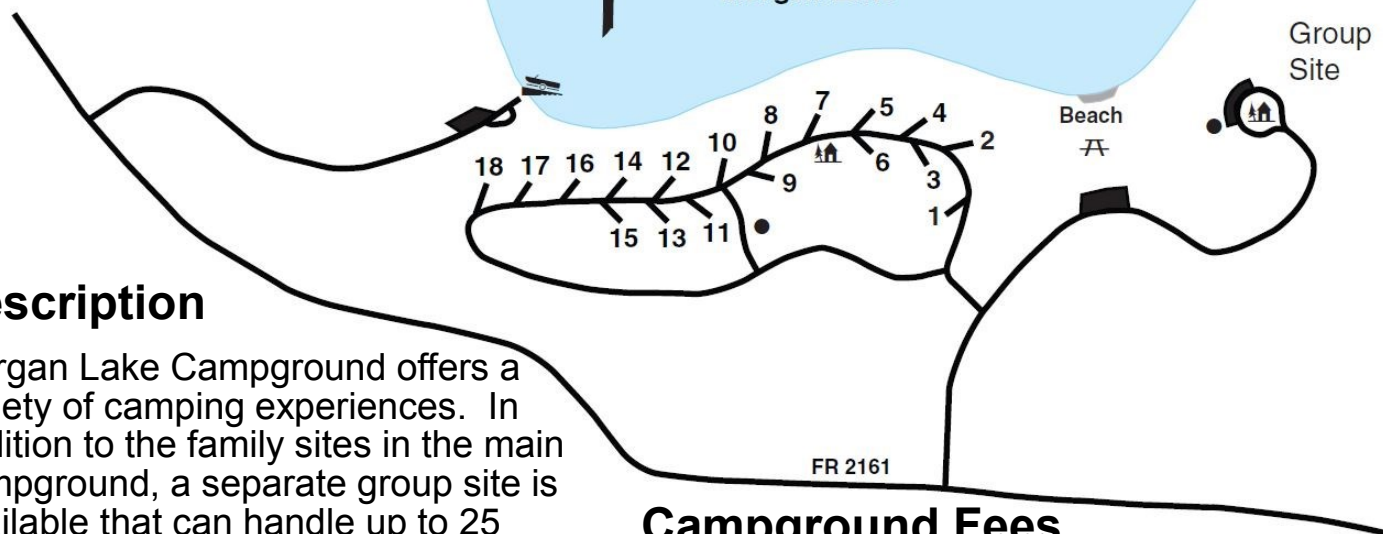 Group
Site
Beach
7
5
4
8
2
10
6
3
9
18 17 16 14 12
1
15 13 11
escription
rgan Lake Campground offers a
iety of camping experiences. In
dition to the family sites in the main
mpground, a separate group site is
ilable that can handle up to 25
FR 2161
Campground Fees